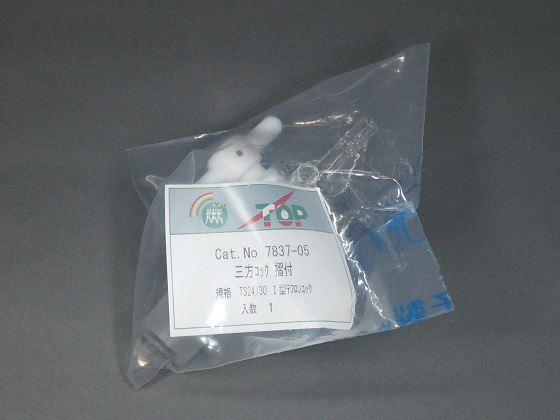 TOP
Cat.No 7837-05
三方コック 摺付
規格 TS24/30 I型テフロンコック
入数 1